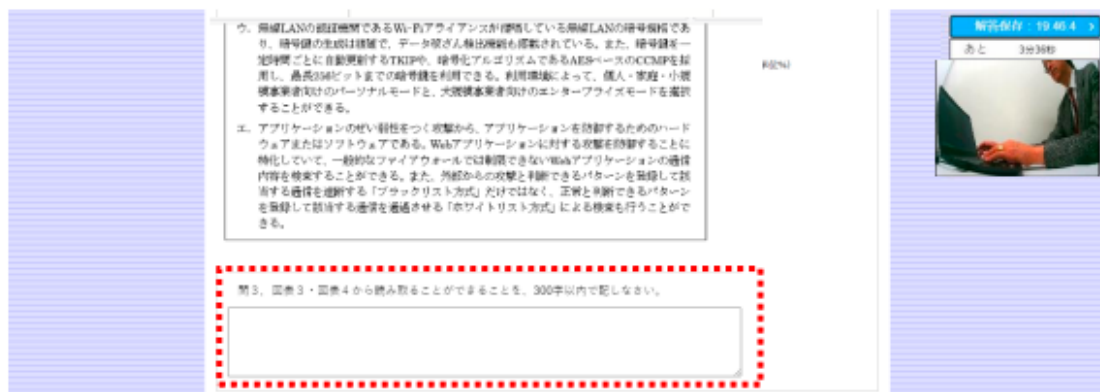 ウ．無線LANの認証機関であるWi-Fiアライアンスが標準している無線LANの暗号規格であ
り、暗号鍵の生成は複雑で、データ改ざん検出機能も搭載されている。また、暗号鍵を一
定時間ごとに自動更新するTKIPや、暗号化アルゴリズムであるAESベースのCCMPを採
用し、最長256ビットまでの暗号鍵を利用できる。利用環境によって、個人・家庭・小規
模事業者向けのパーソナルモードと、大規模事業者向けのエンタープライズモードを選択
することができる。
エ．アプリケーションのぜい弱性をつく攻撃から、アプリケーションを防御するためのハード
ウェアまたはソフトウェアである。Webアプリケーションに対する攻撃を防御することに
特化していて、一般的なファイアウォールでは制限できないWebアプリケーションの通信
内容を検査することができる。また、外部からの攻撃と判断できるパターンを登録して該
当する通信を遮断する「ブラックリスト方式」だけではなく、正常と判断できるパターン
を登録して該当する通信を通過させる「ホワイトリスト方式」による検査も行うことがで
きる。
問3．図表3・図表4から読み取ることができることを、300字以内で記しなさい。
解答保存：19:46:4 >
あと 3分36秒